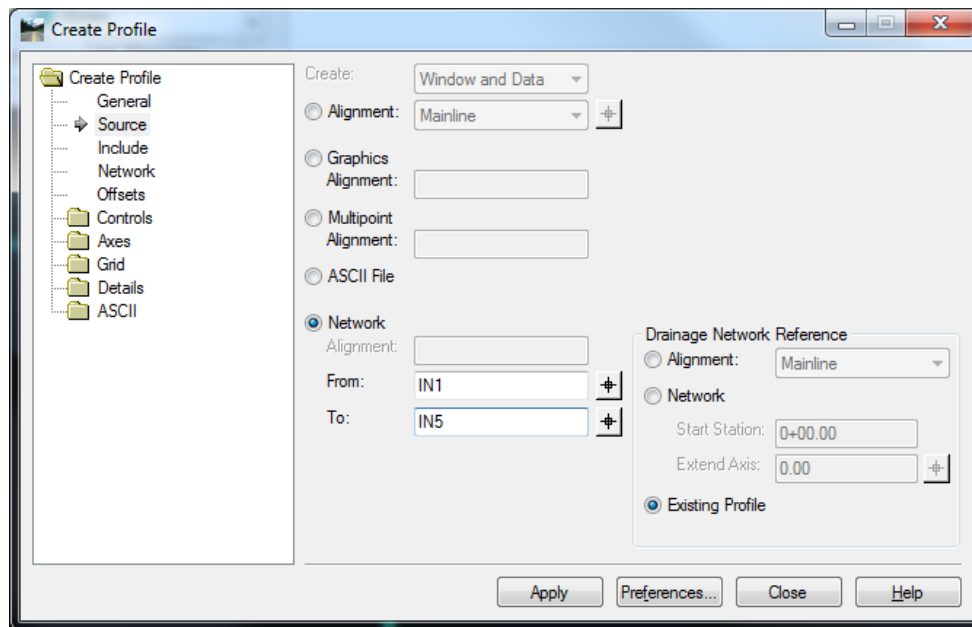 Create Profile
Create Profile
General
Source
Include
Network
Offsets
Controls
Axes
Grid
Details
ASCII
Create: Window and Data
Alignment: Mainline
Graphics
Alignment:
Multipoint
Alignment:
ASCII File
Network
Alignment:
From: IN1
To: IN5
Drainage Network Reference
Alignment: Mainline
Network
Start Station: 0+00.00
Extend Axis: 0.00
Existing Profile
Apply Preferences... Close Help